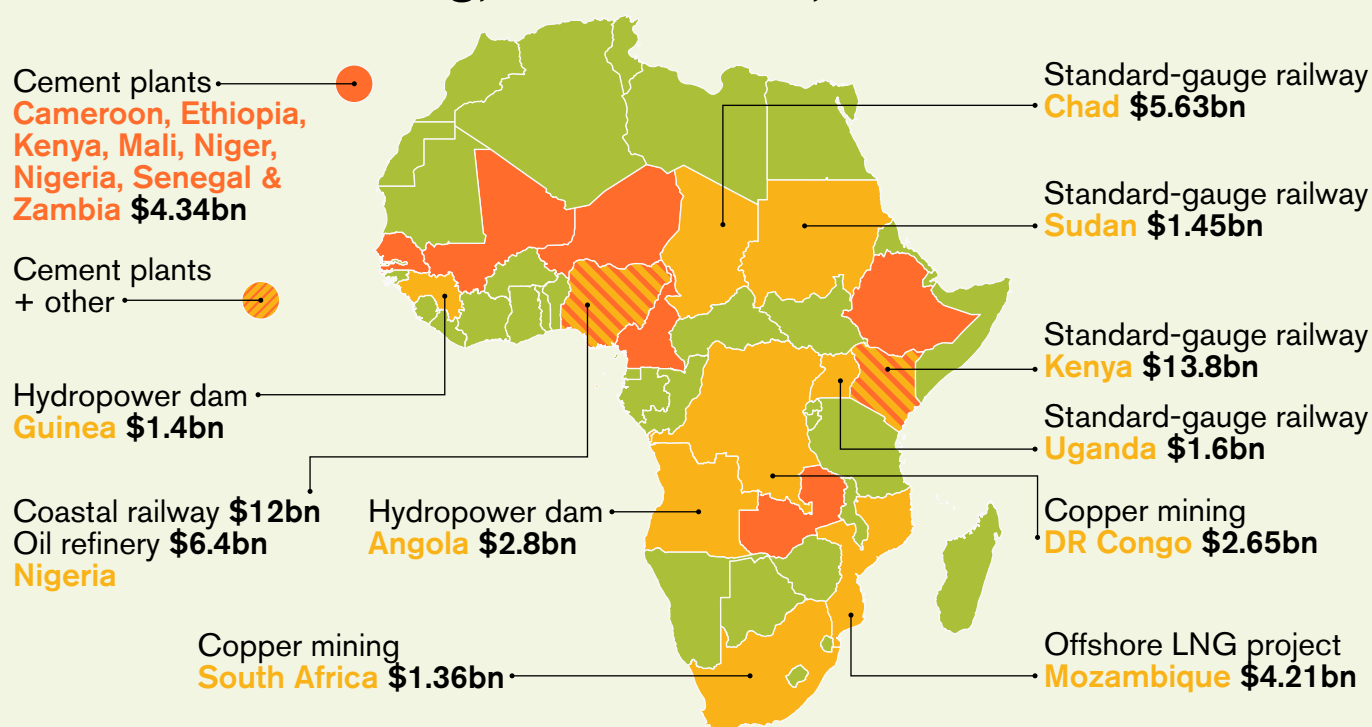 Cement plants
Cameroon, Ethiopia,
Kenya, Mali, Niger,
Nigeria, Senegal &
Zambia $4.34bn
Cement plants
+ other
Hydropower dam
Guinea $1.4bn
Coastal railway $12bn
Oil refinery $6.4bn
Nigeria
Hydropower dam
Angola $2.8bn
Copper mining
South Africa $1.36bn
Standard-gauge railway
Chad $5.63bn
Standard-gauge railway
Sudan $1.45bn
Standard-gauge railway
Kenya $13.8bn
Standard-gauge railway
Uganda $1.6bn
Copper mining
DR Congo $2.65bn
Offshore LNG project
Mozambique $4.21bn